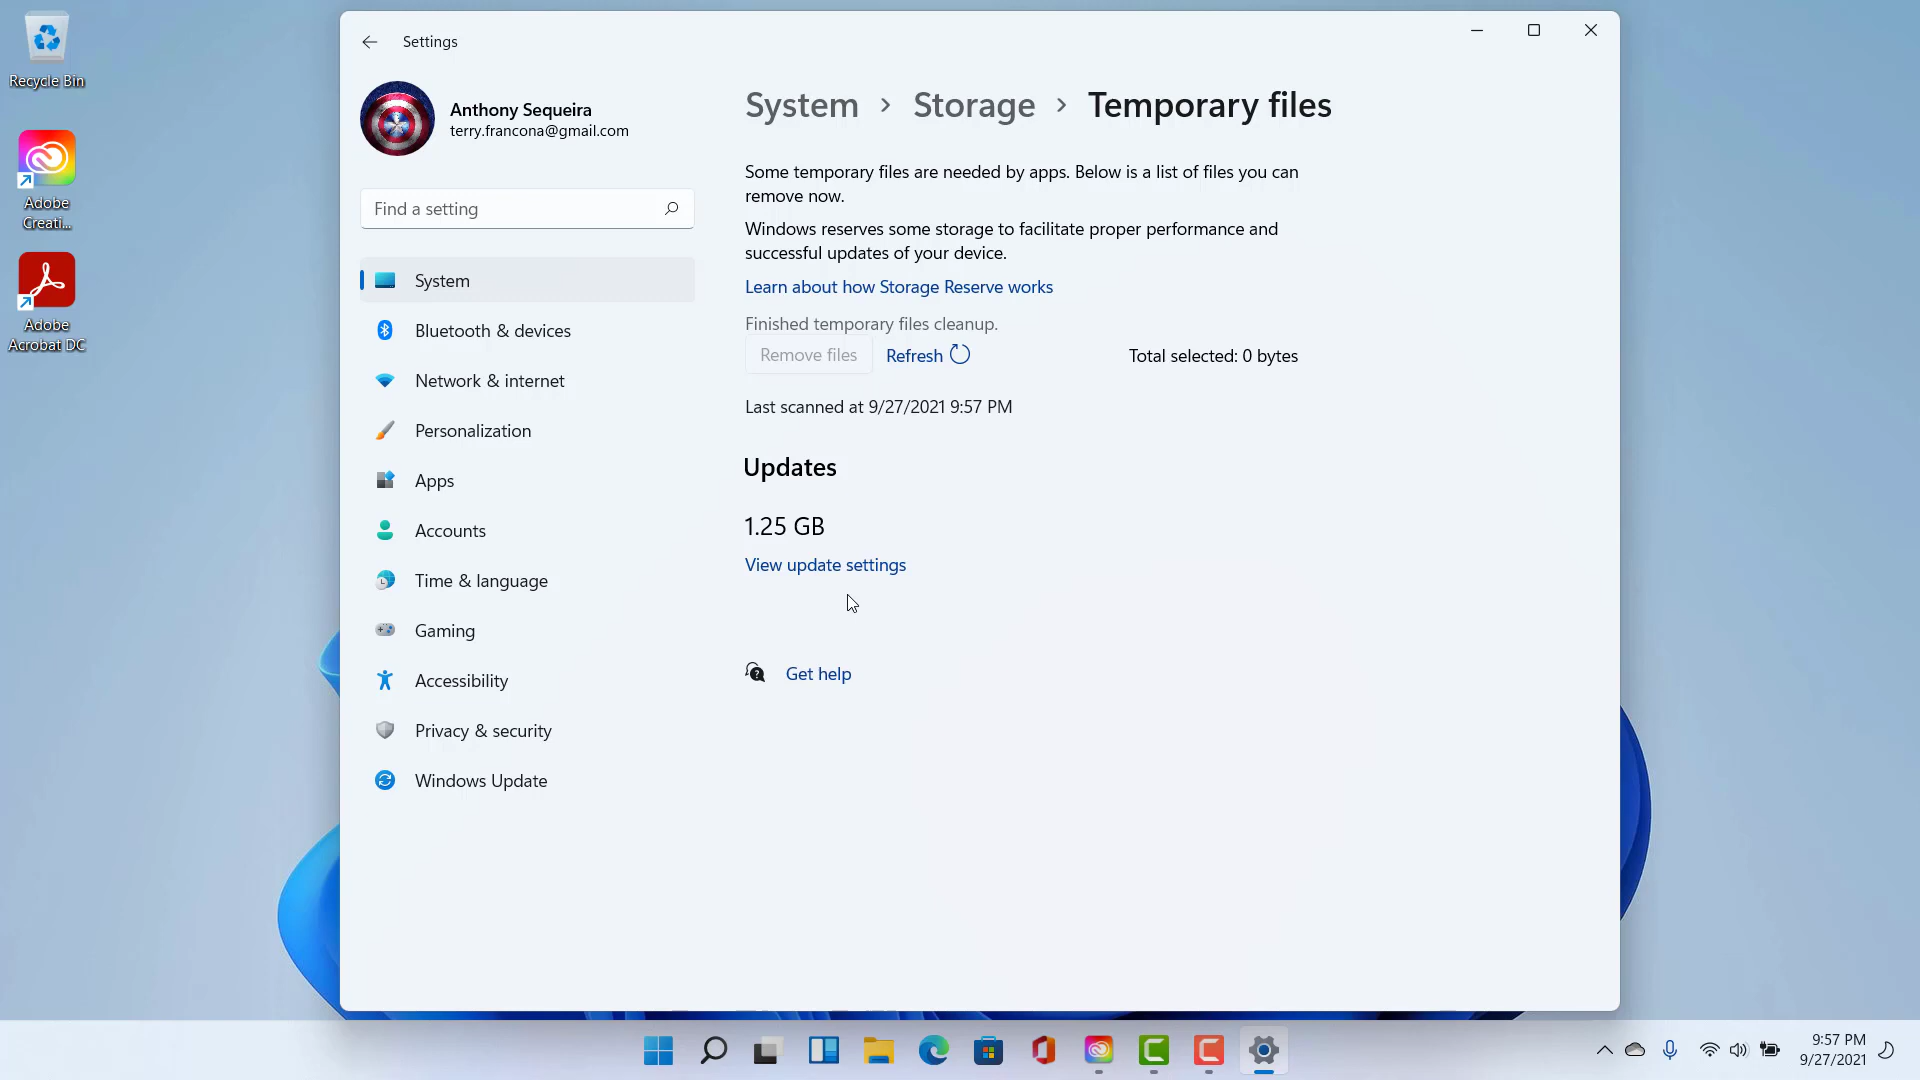 Recycle Bin
Adobe
Creati...
Adobe
Acrobat DC
Settings
Anthony Sequeira
terry.francona@gmail.com
Find a setting
System
Bluetooth & devices
Network & internet
Personalization
Apps
Accounts
Time & language
Gaming
Accessibility
Privacy & security
Windows Update
System > Storage > Temporary files
Some temporary files are needed by apps. Below is a list of files you can
remove now.
Windows reserves some storage to facilitate proper performance and
successful updates of your device.
Learn about how Storage Reserve works
Finished temporary files cleanup.
Remove files Refresh Total selected: 0 bytes
Last scanned at 9/27/2021 9:57 PM
Updates
1.25 GB
View update settings
Get help
9:57 PM
9/27/2021